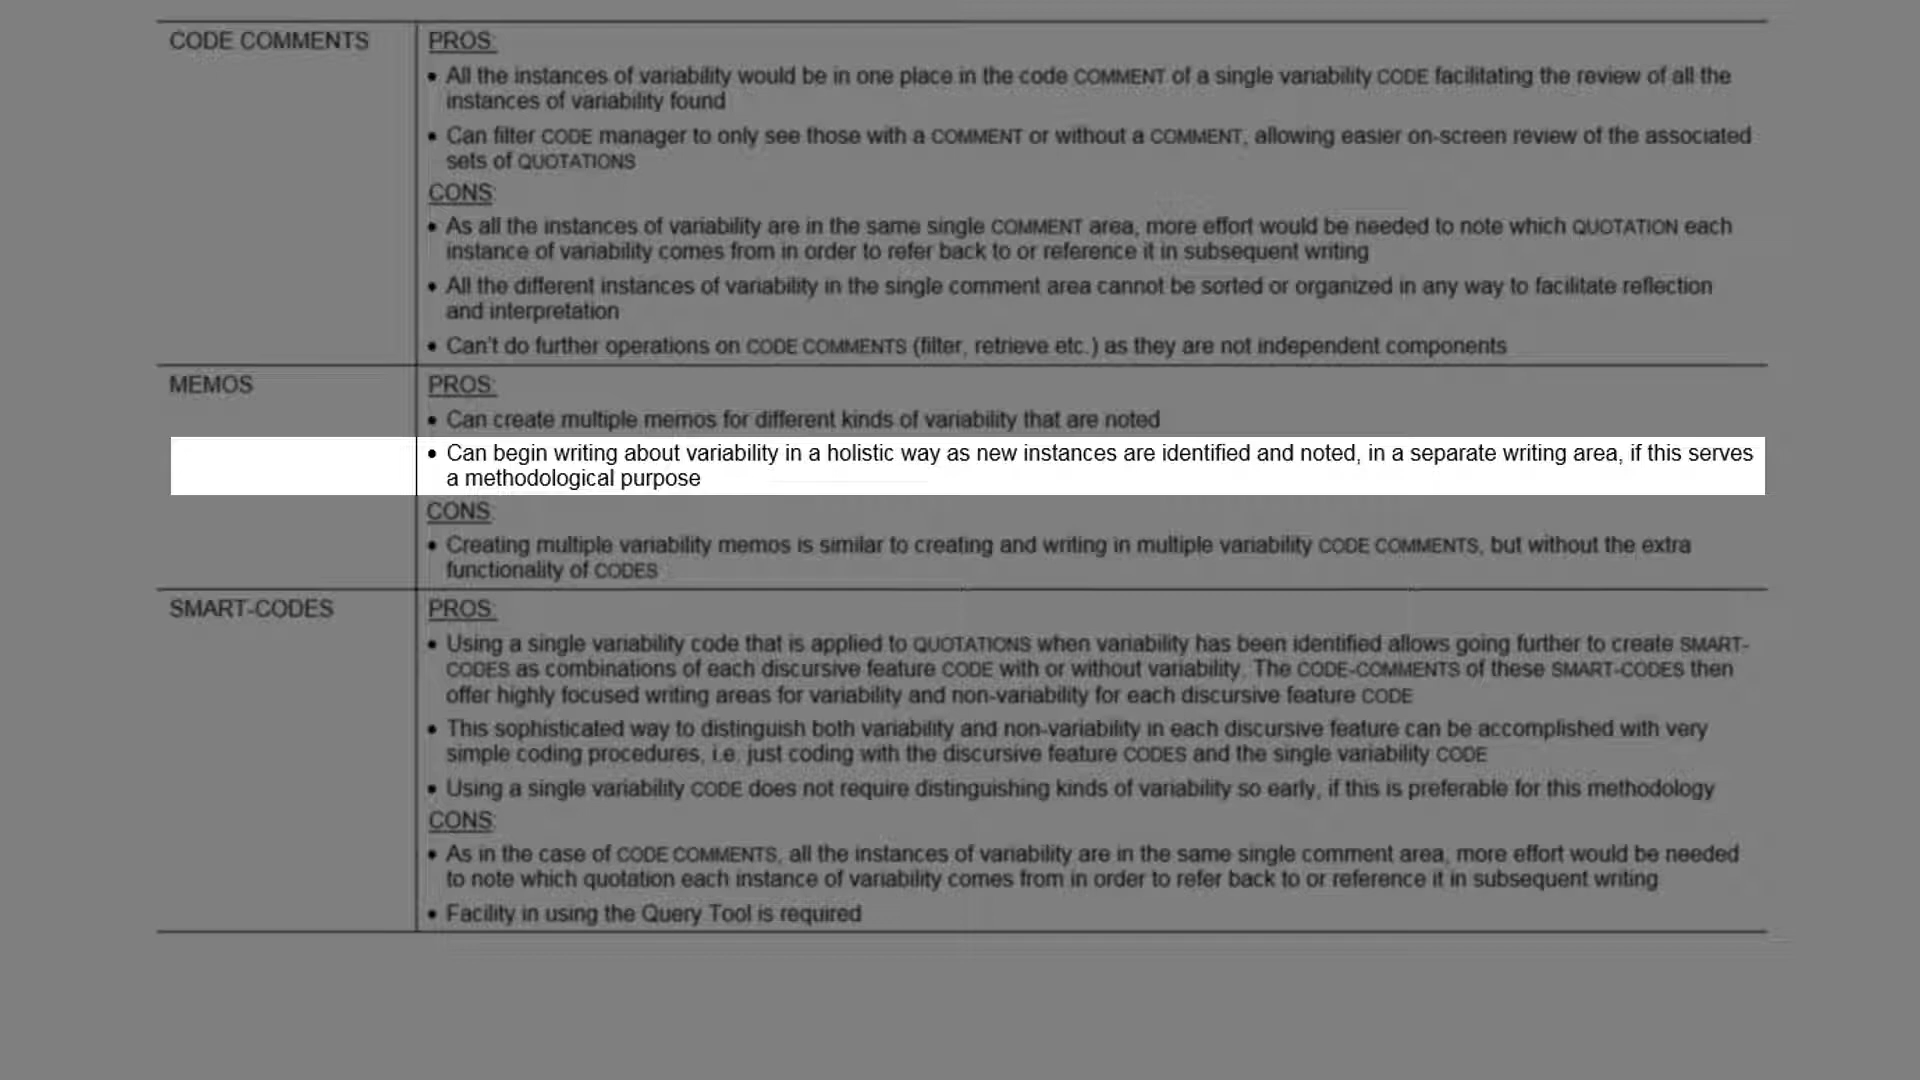 CODE COMMENTS
PROS:
• All the instances of variability would be in one place in the code COMMENT of a single variability CODE facilitating the review of all the
instances of variability found
• Can filter CODE manager to only see those with a COMMENT or without a COMMENT, allowing easier on-screen review of the associated
sets of QUOTATIONS
CONS:
• As all the instances of variability are in the same single COMMENT area, more effort would be needed to note which QUOTATION each
instance of variability comes from in order to refer back to or reference it in subsequent writing
• All the different instances of variability in the single comment area cannot be sorted or organized in any way to facilitate reflection
and interpretation
• Can't do further operations on CODE COMMENTS (filter, retrieve etc.) as they are not independent components
MEMOS
PROS:
• Can create multiple memos for different kinds of variability that are noted
• Can begin writing about variability in a holistic way as new instances are identified and noted, in a separate writing area, if this serves
a methodological purpose
CONS:
• Creating multiple variability memos is similar to creating and writing in multiple variability CODE COMMENTS, but without the extra
functionality of CODES
SMART-CODES
PROS:
• Using a single variability code that is applied to QUOTATIONS when variability has been identified allows going further to create SMART-
CODES as combinations of each discursive feature CODE with or without variability. The CODE-COMMENTS of these SMART-CODES then
offer highly focused writing areas for variability and non-variability for each discursive feature CODE
• This sophisticated way to distinguish both variability and non-variability in each discursive feature can be accomplished with very
simple coding procedures, i.e. just coding with the discursive feature CODES and the single variability CODE
• Using a single variability CODE does not require distinguishing kinds of variability so early, if this is preferable for this methodology
CONS:
• As in the case of CODE COMMENTS, all the instances of variability are in the same single comment area, more effort would be needed
to note which quotation each instance of variability comes from in order to refer back to or reference it in subsequent writing
• Facility in using the Query Tool is required